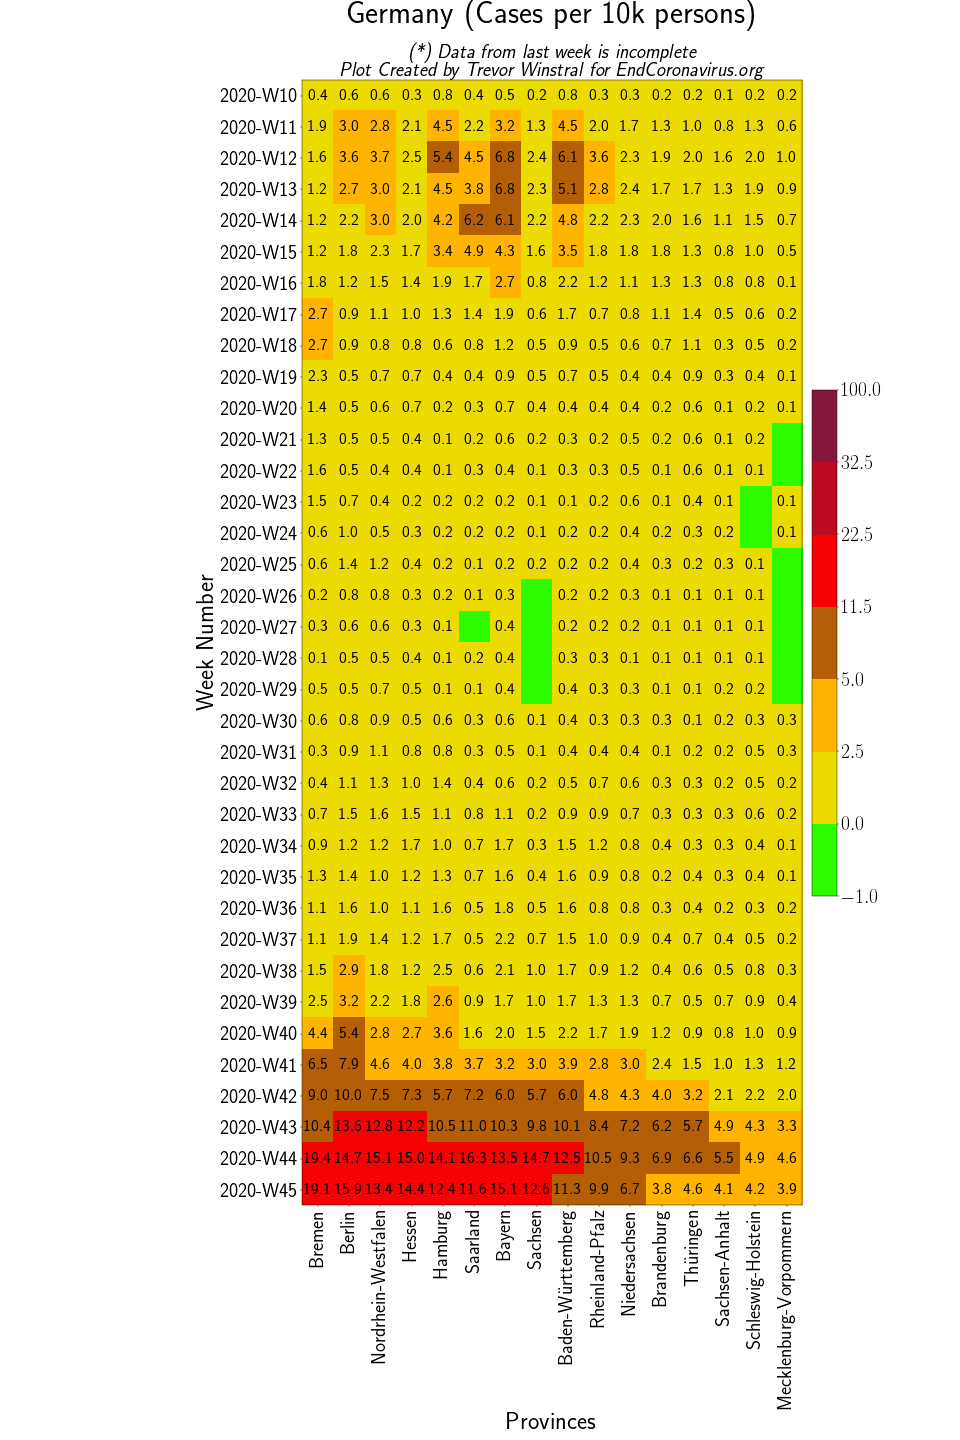 Germany (Cases per 10k persons)
(*) Data from last week is incomplete
Plot Created by Trevor Winstral for EndCoronavirus.org
2020-W10 0.4 0.6 0.6 0.3 0.8 0.4 0.5 0.2 0.8 0.3 0.3 0.2 0.2 0.1 0.2 0.2
2020-W11 1.9 3.0 2.8 2.1 4.5 2.2 3.2 1.3 4.5 2.0 1.7 1.3 1.0 0.8 1.3 0.6
2020-W12 1.6 3.6 3.7 2.5 5.4 4.5 6.8 2.4 6.1 3.6 2.3 1.9 2.0 1.6 2.0 1.0
2020-W13 1.2 2.7 3.0 2.1 4.5 3.8 6.8 2.3 5.1 2.8 2.4 1.7 1.7 1.3 1.9 0.9
2020-W14 1.2 2.2 3.0 2.0 4.2 6.2 6.1 2.2 4.8 2.2 2.3 2.0 1.6 1.1 1.5 0.7
2020-W15 1.2 1.8 2.3 1.7 3.4 4.9 4.3 1.6 3.5 1.8 1.8 1.8 1.3 0.8 1.0 0.5
2020-W16 1.8 1.2 1.5 1.4 1.9 1.7 2.7 0.8 2.2 1.2 1.1 1.3 1.3 0.8 0.8 0.1
2020-W17 2.7 0.9 1.1 1.0 1.3 1.4 1.9 0.6 1.7 0.7 0.8 1.1 1.4 0.5 0.6 0.2
2020-W18 2.7 0.9 0.8 0.8 0.6 0.8 1.2 0.5 0.9 0.5 0.6 0.7 1.1 0.3 0.5 0.2
2020-W19 2.3 0.5 0.7 0.7 0.4 0.4 0.9 0.5 0.7 0.5 0.4 0.4 0.9 0.3 0.4 0.1
2020-W20 1.4 0.5 0.6 0.7 0.2 0.3 0.7 0.4 0.4 0.4 0.4 0.2 0.6 0.1 0.2 0.1
2020-W21 1.3 0.5 0.5 0.4 0.1 0.2 0.6 0.2 0.3 0.2 0.5 0.2 0.6 0.1 0.2
2020-W22 1.6 0.5 0.4 0.4 0.1 0.3 0.4 0.1 0.3 0.3 0.5 0.1 0.6 0.1 0.1
2020-W23 1.5 0.7 0.4 0.2 0.2 0.2 0.2 0.1 0.1 0.2 0.6 0.1 0.4 0.1 0.1
2020-W24 0.6 1.0 0.5 0.3 0.2 0.2 0.2 0.1 0.2 0.2 0.4 0.2 0.3 0.2 0.1
2020-W25 0.6 1.4 1.2 0.4 0.2 0.1 0.2 0.2 0.2 0.2 0.4 0.3 0.2 0.3 0.1
2020-W26 0.2 0.8 0.8 0.3 0.2 0.1 0.3 0.2 0.2 0.3 0.1 0.1 0.1 0.1
2020-W27 0.3 0.6 0.6 0.3 0.1 0.4 0.2 0.2 0.2 0.1 0.1 0.1 0.1
2020-W28 0.1 0.5 0.5 0.4 0.1 0.2 0.4 0.3 0.3 0.1 0.1 0.1 0.1 0.1
2020-W29 0.5 0.5 0.7 0.5 0.1 0.1 0.4 0.4 0.3 0.3 0.1 0.1 0.2 0.2
2020-W30 0.6 0.8 0.9 0.5 0.6 0.3 0.6 0.1 0.4 0.3 0.3 0.3 0.1 0.2 0.3 0.3
2020-W31 0.3 0.9 1.1 0.8 0.8 0.3 0.5 0.1 0.4 0.4 0.4 0.1 0.2 0.2 0.5 0.3
2020-W32 0.4 1.1 1.3 1.0 1.4 0.4 0.6 0.2 0.5 0.7 0.6 0.3 0.3 0.2 0.5 0.2
2020-W33 0.7 1.5 1.6 1.5 1.1 0.8 1.1 0.2 0.9 0.9 0.7 0.3 0.3 0.3 0.6 0.2
2020-W34 0.9 1.2 1.2 1.7 1.0 0.7 1.7 0.3 1.5 1.2 0.8 0.4 0.3 0.3 0.4 0.1
2020-W35 1.3 1.4 1.0 1.2 1.3 0.7 1.6 0.4 1.6 0.9 0.8 0.2 0.4 0.3 0.4 0.1
2020-W36 1.1 1.6 1.0 1.1 1.6 0.5 1.8 0.5 1.6 0.8 0.8 0.3 0.4 0.2 0.3 0.2
2020-W37 1.1 1.9 1.4 1.2 1.7 0.5 2.2 0.7 1.5 1.0 0.9 0.4 0.7 0.4 0.5 0.2
2020-W38 1.5 2.9 1.8 1.2 2.5 0.6 2.1 1.0 1.7 0.9 1.2 0.4 0.6 0.5 0.8 0.3
2020-W39 2.5 3.2 2.2 1.8 2.6 0.9 1.7 1.0 1.7 1.3 1.3 0.7 0.5 0.7 0.9 0.4
2020-W40 4.4 5.4 2.8 2.7 3.6 1.6 2.0 1.5 2.2 1.7 1.9 1.2 0.9 0.8 1.0 0.9
2020-W41 6.5 7.9 4.6 4.0 3.8 3.7 3.2 3.0 3.9 2.8 3.0 2.4 1.5 1.0 1.3 1.2
2020-W42 9.0 10.0 7.5 7.3 5.7 7.2 6.0 5.7 6.0 4.8 4.3 4.0 3.2 2.1 2.2 2.0
2020-W43 10.4 13.6 12.8 12.2 10.5 11.0 10.3 9.8 10.1 8.4 7.2 6.2 5.7 4.9 4.3 3.3
2020-W44 19.4 14.7 15.1 15.0 14.1 16.3 13.5 14.7 12.5 10.5 9.3 6.9 6.6 5.5 4.9 4.6
2020-W45 19.1 15.9 13.4 14.4 12.4 11.6 15.1 12.6 11.3 9.9 6.7 3.8 4.6 4.1 4.2 3.9
Week Number
Bremen
Berlin
Nordrhein-Westfalen
Hessen
Hamburg
Saarland
Bayern
Sachsen
Baden-Württemberg
Rheinland-Pfalz
Niedersachsen
Brandenburg
Thüringen
Sachsen-Anhalt
Schleswig-Holstein
Mecklenburg-Vorpommern
Provinces
100.0
32.5
22.5
11.5
5.0
2.5
0.0
−1.0